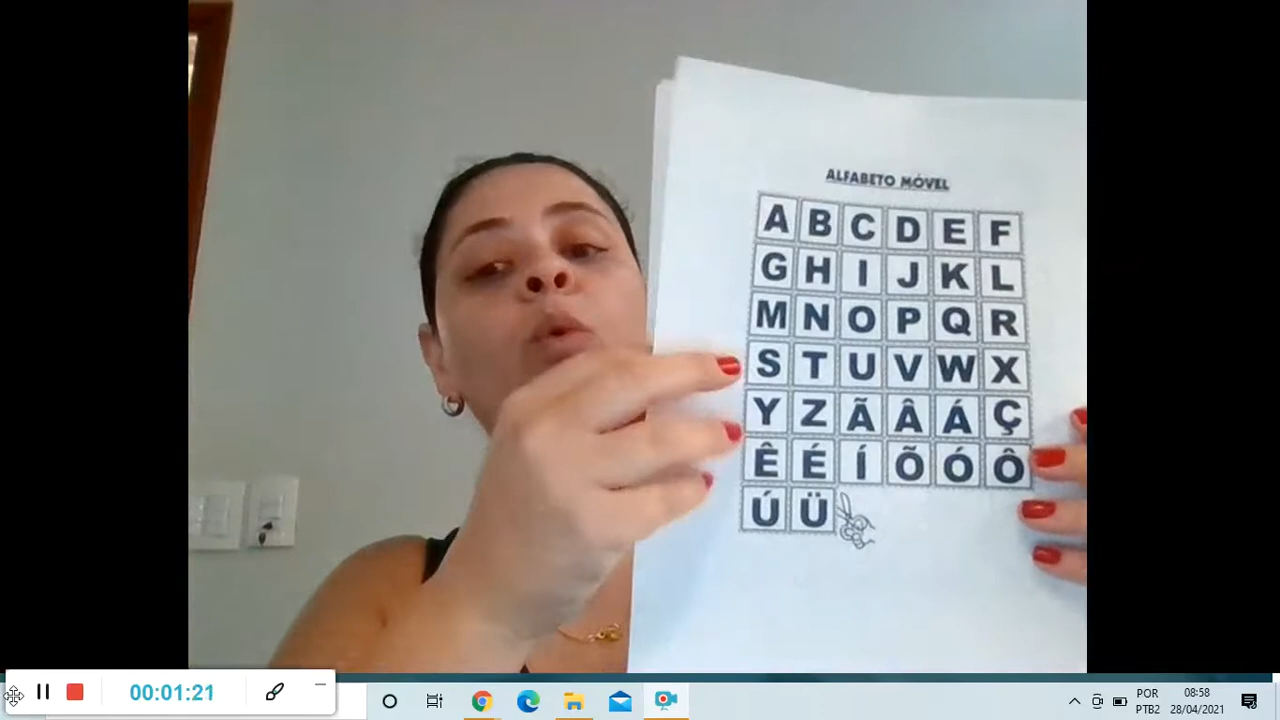 ALFABETO MÓVEL
A B C D E F
G H I J K L
M N O P Q R
S T U V W X
Y Z Ã Â Á Ç
Ê É Í Õ Ó Ô
Ú Ü
00:01:21
POR 08:58
PTB2 28/04/2021